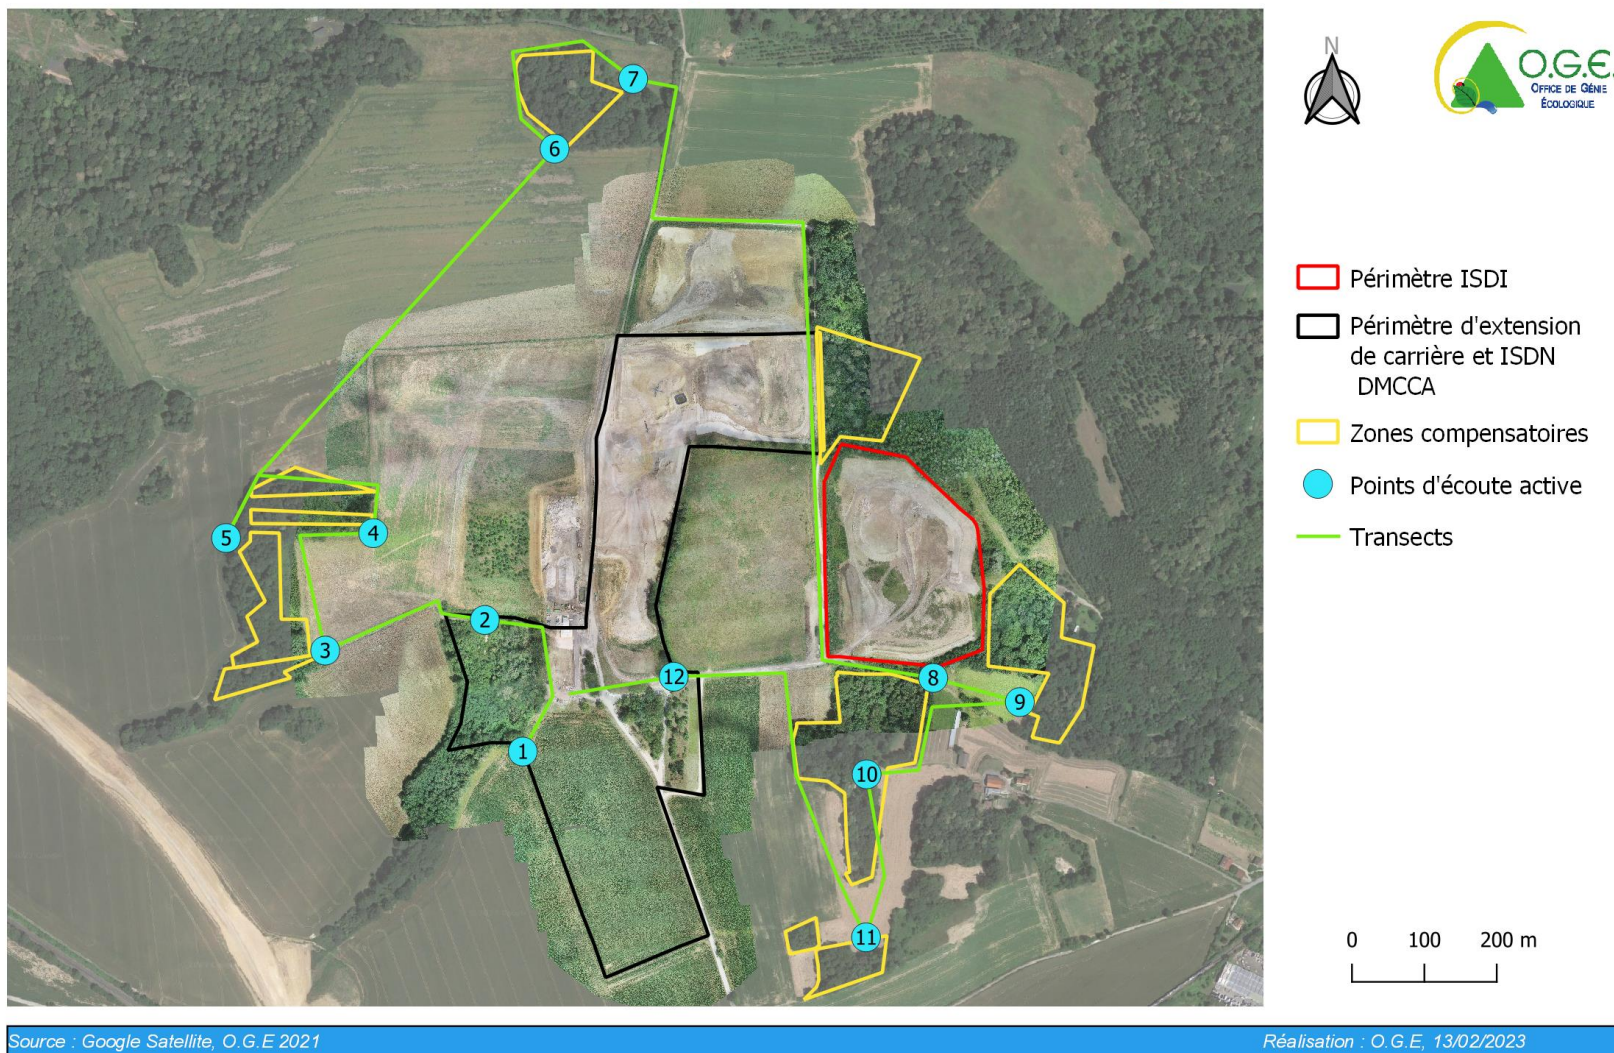 N
O.G.E.
OFFICE DE GÉNIE
ÉCOLOGIQUE
Périmètre ISDI
Périmètre d'extension
de carrière et ISDN
DMCCA
Zones compensatoires
Points d'écoute active
Transects
7
6
5
4
3
2
1
12
8
9
10
11
0 100 200 m
Source : Google Satellite, O.G.E 2021
Réalisation : O.G.E, 13/02/2023